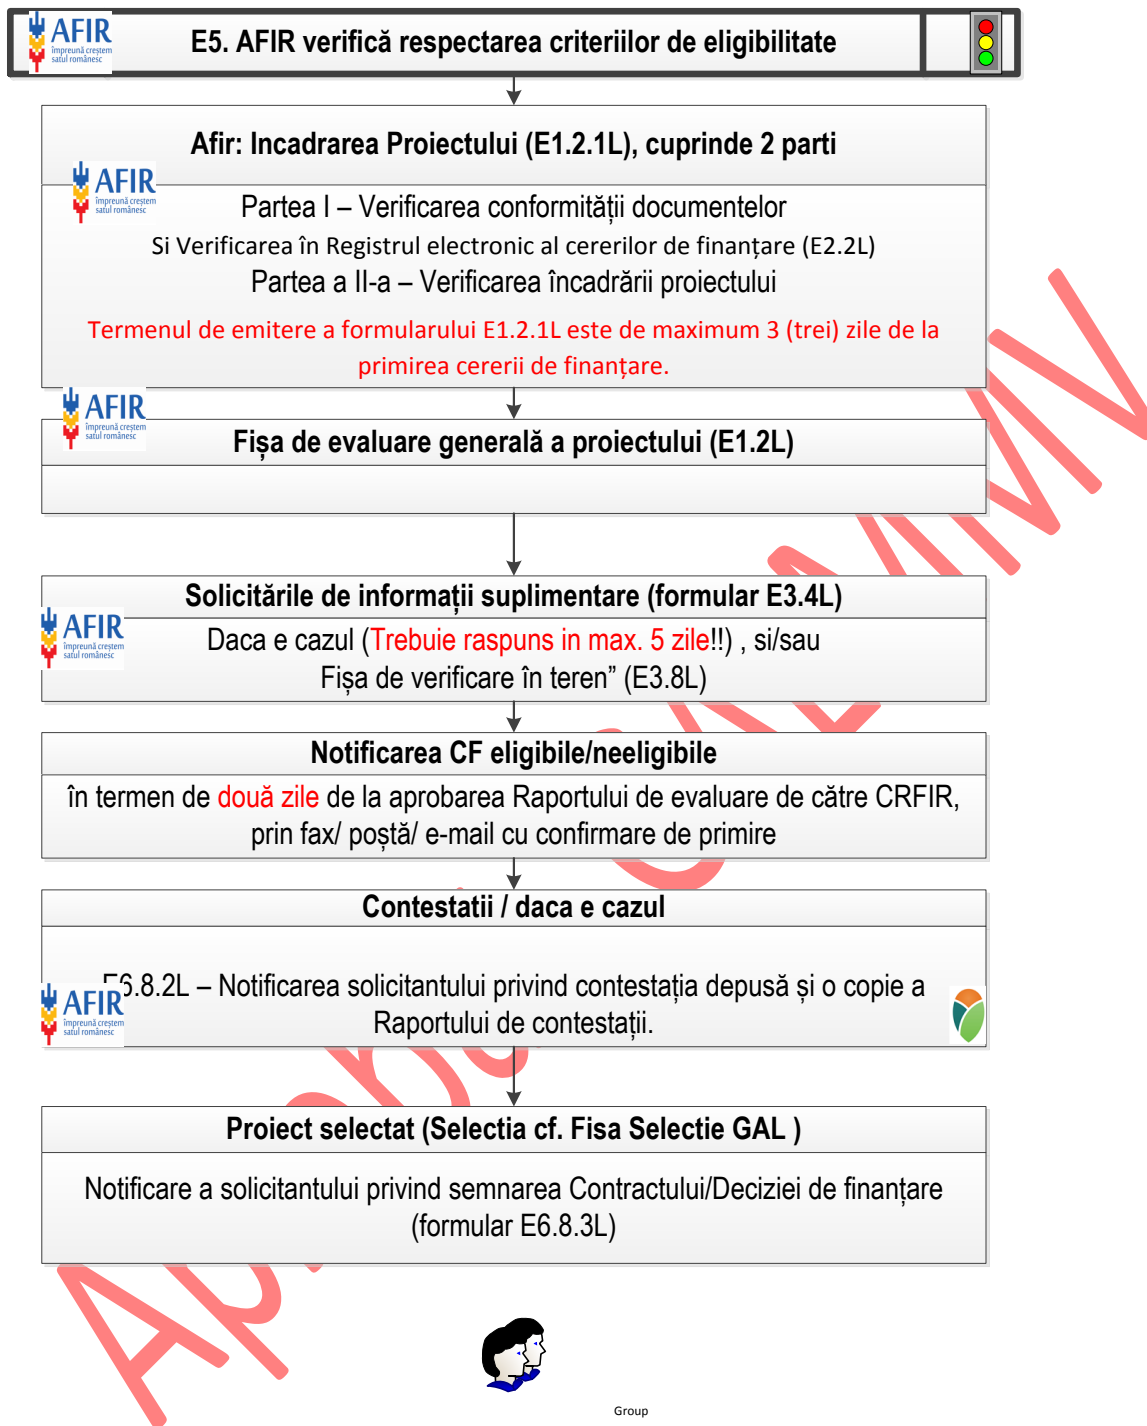 AFIR
împreună creștem
satul românesc
E5. AFIR verifică respectarea criteriilor de eligibilitate
Afir: Incadrarea Proiectului (E1.2.1L), cuprinde 2 parti
AFIR
împreună creștem
satul românesc
Partea I – Verificarea conformității documentelor
Si Verificarea în Registrul electronic al cererilor de finanțare (E2.2L)
Partea a II-a – Verificarea încadrării proiectului
Termenul de emitere a formularului E1.2.1L este de maximum 3 (trei) zile de la
primirea cererii de finanțare.
AFIR
împreună creștem
satul românesc
Fișa de evaluare generală a proiectului (E1.2L)
Solicitările de informații suplimentare (formular E3.4L)
AFIR
împreună creștem
satul românesc
Daca e cazul (Trebuie raspuns in max. 5 zile!!) , si/sau
Fișa de verificare în teren” (E3.8L)
Notificarea CF eligibile/neeligibile
în termen de două zile de la aprobarea Raportului de evaluare de către CRFIR,
prin fax/ poștă/ e-mail cu confirmare de primire
Contestatii / daca e cazul
E6.8.2L – Notificarea solicitantului privind contestația depusă și o copie a
Raportului de contestații.
AFIR
împreună creștem
satul românesc
Proiect selectat (Selectia cf. Fisa Selectie GAL )
Notificare a solicitantului privind semnarea Contractului/Deciziei de finanțare
(formular E6.8.3L)
Group